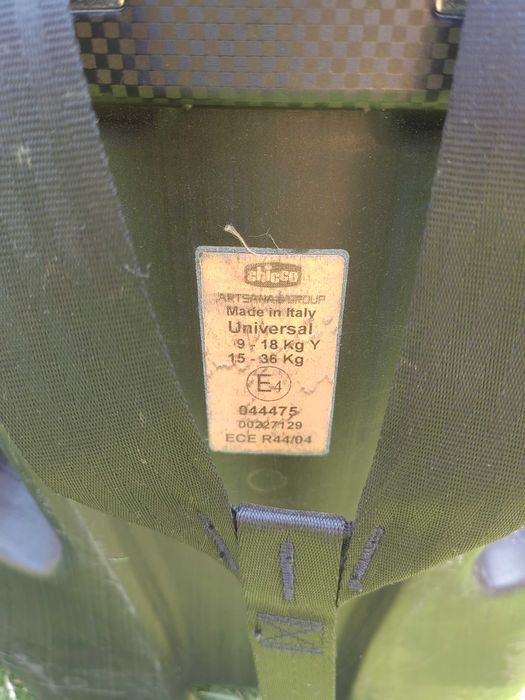 chicco
ARTSANA GROUP
Made in Italy
Universal
9 - 18 Kg Y
15 - 36 Kg
E4
044475
00227129
ECE R44/04